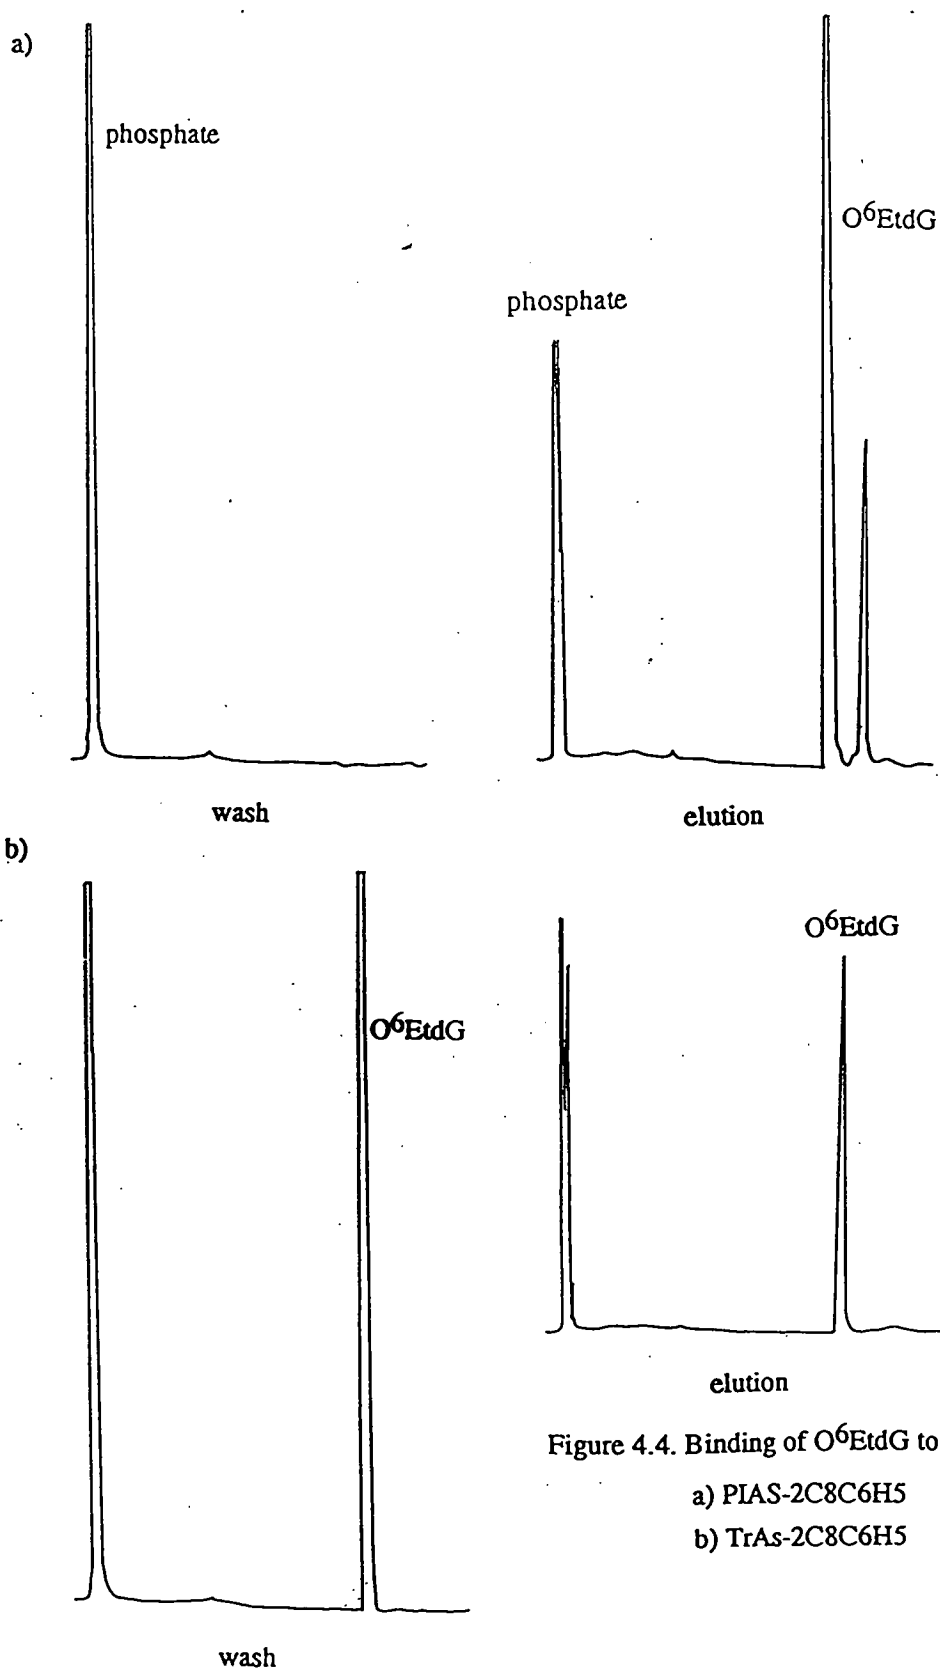 a)
phosphate
O⁶EtdG
phosphate
wash
elution
b)
O⁶EtdG
O⁶EtdG
elution
Figure 4.4. Binding of O⁶EtdG to
a) PIAS-2C8C6H5
b) TrAs-2C8C6H5
wash